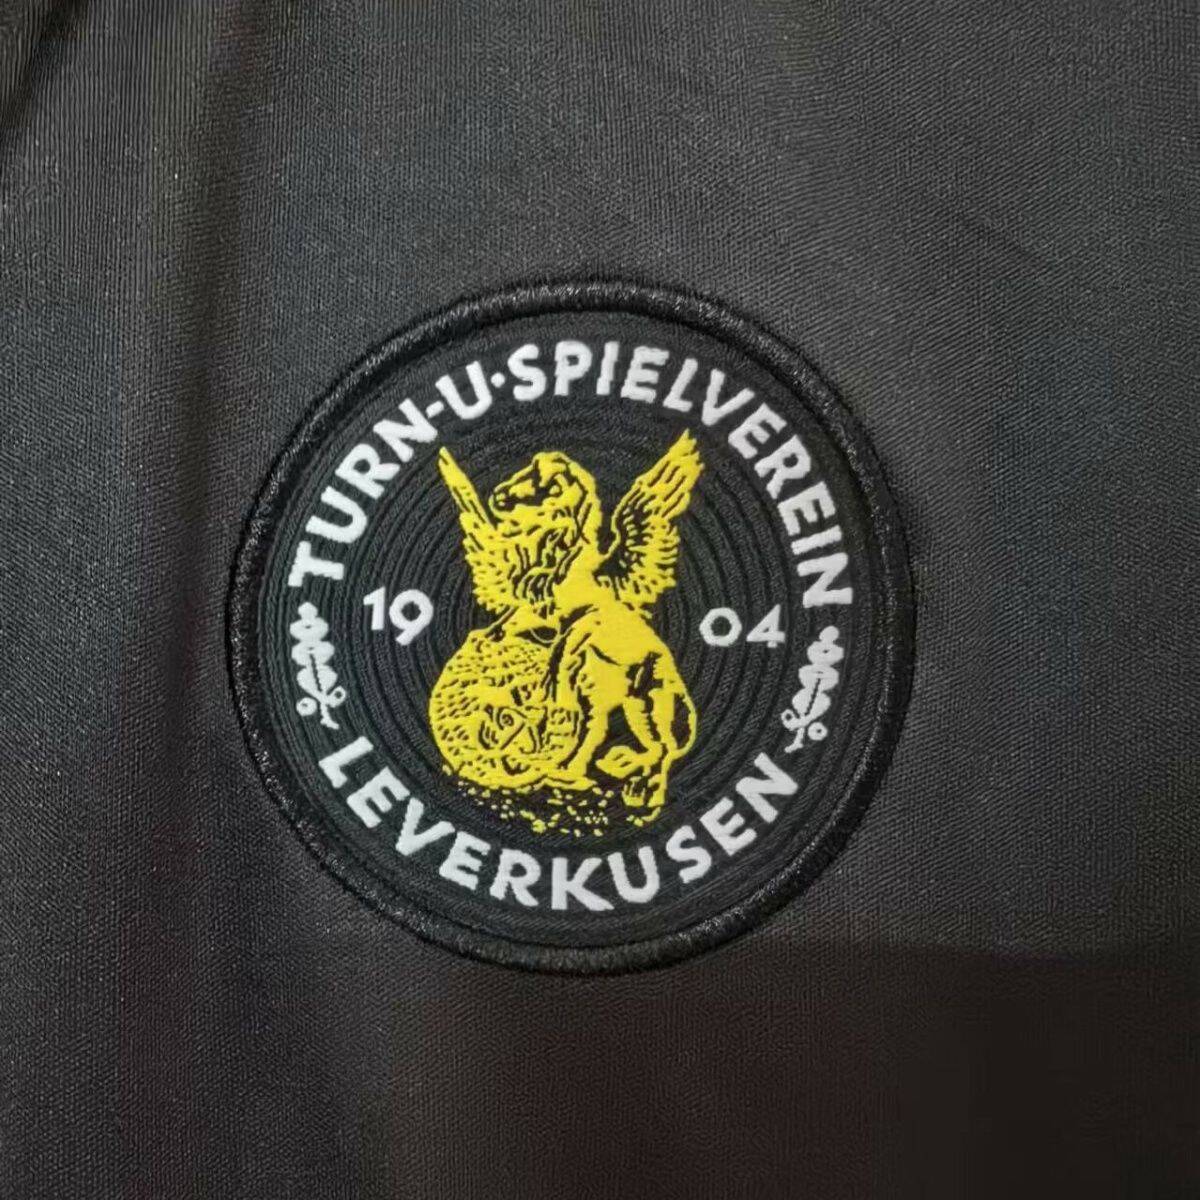 TURN-U·SPIELVEREIN
19 04
LEVERKUSEN